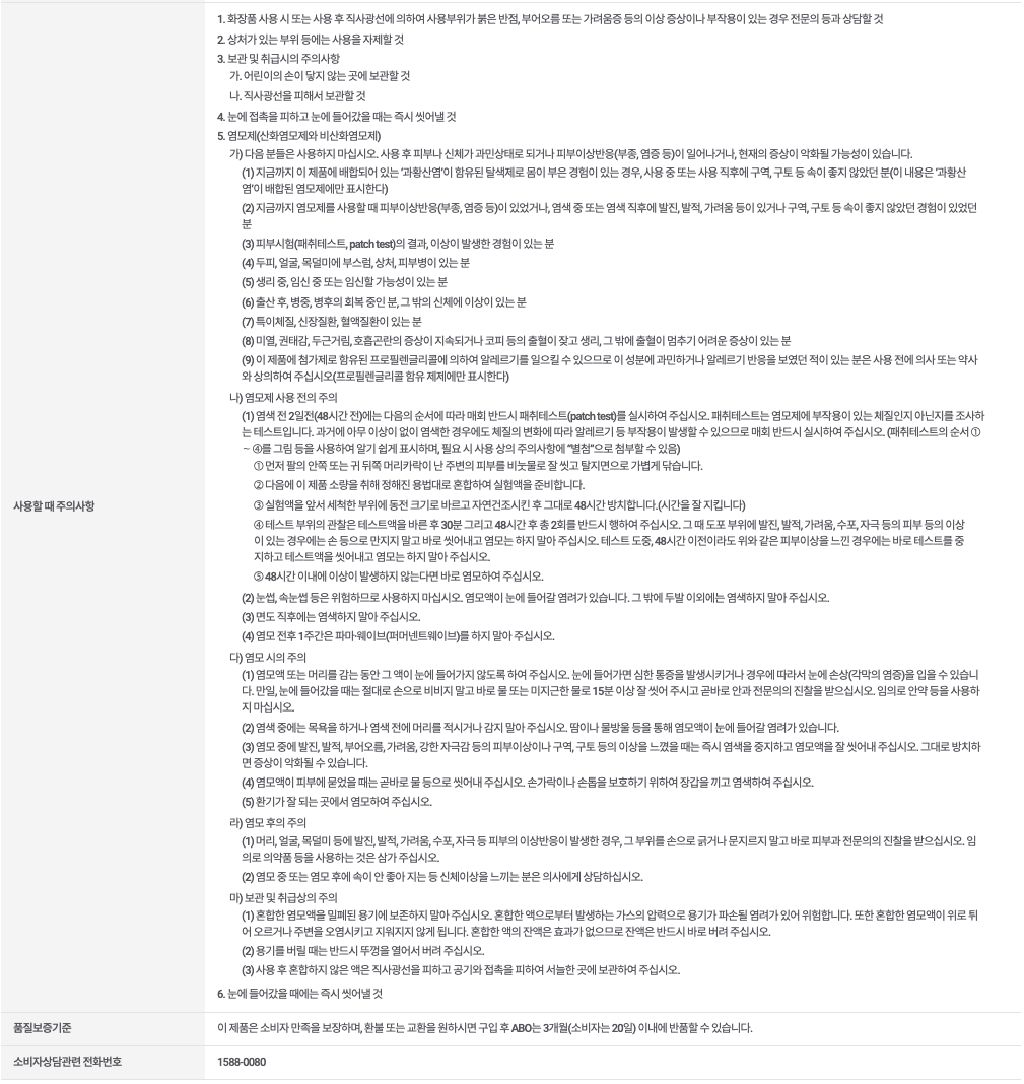 1. 화장품 사용 시 또는 사용 후 직사광선에 의하여 사용부위가 붉은 반점, 부어오름 또는 가려움증 등의 이상 증상이나 부작용이 있는 경우 전문의 등과 상담할 것
2. 상처가 있는 부위 등에는 사용을 자제할 것
3. 보관 및 취급시의 주의사항
가. 어린이의 손이 닿지 않는 곳에 보관할 것
나. 직사광선을 피해서 보관할 것
4. 눈에 접촉을 피하고 눈에 들어갔을 때는 즉시 씻어낼 것
5. 염모제(산화염모제와 비산화염모제)
가) 다음 분들은 사용하지 마십시오. 사용 후 피부나 신체가 과민상태로 되거나 피부이상반응(부종, 염증 등)이 일어나거나, 현재의 증상이 악화될 가능성이 있습니다.
(1) 지금까지 이 제품에 배합되어 있는 '과황산염'이 함유된 탈색제로 몸이 부은 경험이 있는 경우, 사용 중 또는 사용 직후에 구역, 구토 등 속이 좋지 않았던 분(이 내용은 '과황산
염'이 배합된 염모제에만 표시한다)
(2) 지금까지 염모제를 사용할 때 피부이상반응(부종, 염증 등)이 있었거나, 염색 중 또는 염색 직후에 발진, 발적, 가려움 등이 있거나 구역, 구토 등 속이 좋지 않았던 경험이 있었던
분
(3) 피부시험(패취테스트, patch test)의 결과, 이상이 발생한 경험이 있는 분
(4) 두피, 얼굴, 목덜미에 부스럼, 상처, 피부병이 있는 분
(5) 생리 중, 임신 중 또는 임신할 가능성이 있는 분
(6) 출산 후, 병중, 병후의 회복 중인 분, 그 밖의 신체에 이상이 있는 분
(7) 특이체질, 신장질환, 혈액질환이 있는 분
(8) 미열, 권태감, 두근거림, 호흡곤란의 증상이 지속되거나 코피 등의 출혈이 잦고 생리, 그 밖에 출혈이 멈추기 어려운 증상이 있는 분
(9) 이 제품에 첨가제로 함유된 프로필렌글리콜에 의하여 알레르기를 일으킬 수 있으므로 이 성분에 과민하거나 알레르기 반응을 보였던 적이 있는 분은 사용 전에 의사 또는 약사
와 상의하여 주십시오(프로필렌글리콜 함유 제제에만 표시한다)
나) 염모제 사용 전의 주의
(1) 염색 전 2일전(48시간 전)에는 다음의 순서에 따라 매회 반드시 패취테스트(patch test)를 실시하여 주십시오. 패취테스트는 염모제에 부작용이 있는 체질인지 아닌지를 조사하
는 테스트입니다. 과거에 아무 이상이 없이 염색한 경우에도 체질의 변화에 따라 알레르기 등 부작용이 발생할 수 있으므로 매회 반드시 실시하여 주십시오. (패취테스트의 순서 ①
~ ④를 그림 등을 사용하여 알기 쉽게 표시하며, 필요 시 사용 상의 주의사항에 "별첨"으로 첨부할 수 있음)
① 먼저 팔의 안쪽 또는 귀 뒤쪽 머리카락이 난 주변의 피부를 비눗물로 잘 씻고 탈지면으로 가볍게 닦습니다.
② 다음에 이 제품 소량을 취해 정해진 용법대로 혼합하여 실험액을 준비합니다.
③ 실험액을 앞서 세척한 부위에 동전 크기로 바르고 자연건조시킨 후 그대로 48시간 방치합니다.(시간을 잘 지킵니다)
④ 테스트 부위의 관찰은 테스트액을 바른 후 30분 그리고 48시간 후 총 2회를 반드시 행하여 주십시오. 그 때 도포 부위에 발진, 발적, 가려움, 수포, 자극 등의 피부 등의 이상
이 있는 경우에는 손 등으로 만지지 말고 바로 씻어내고 염모는 하지 말아 주십시오. 테스트 도중, 48시간 이전이라도 위와 같은 피부이상을 느낀 경우에는 바로 테스트를 중
지하고 테스트액을 씻어내고 염모는 하지 말아 주십시오.
⑤ 48시간 이내에 이상이 발생하지 않는다면 바로 염모하여 주십시오.
(2) 눈썹, 속눈썹 등은 위험하므로 사용하지 마십시오. 염모액이 눈에 들어갈 염려가 있습니다. 그 밖에 두발 이외에는 염색하지 말아 주십시오.
(3) 면도 직후에는 염색하지 말아 주십시오.
(4) 염모 전후 1주간은 파마·웨이브(퍼머넨트웨이브)를 하지 말아 주십시오.
다) 염모 시의 주의
(1) 염모액 또는 머리를 감는 동안 그 액이 눈에 들어가지 않도록 하여 주십시오. 눈에 들어가면 심한 통증을 발생시키거나 경우에 따라서 눈에 손상(각막의 염증)을 입을 수 있습니
다. 만일, 눈에 들어갔을 때는 절대로 손으로 비비지 말고 바로 물 또는 미지근한 물로 15분 이상 잘 씻어 주시고 곧바로 안과 전문의의 진찰을 받으십시오. 임의로 안약 등을 사용하
지 마십시오.
(2) 염색 중에는 목욕을 하거나 염색 전에 머리를 적시거나 감지 말아 주십시오. 땀이나 물방울 등을 통해 염모액이 눈에 들어갈 염려가 있습니다.
(3) 염모 중에 발진, 발적, 부어오름, 가려움, 강한 자극감 등의 피부이상이나 구역, 구토 등의 이상을 느꼈을 때는 즉시 염색을 중지하고 염모액을 잘 씻어내 주십시오. 그대로 방치하
면 증상이 악화될 수 있습니다.
(4) 염모액이 피부에 묻었을 때는 곧바로 물 등으로 씻어내 주십시오. 손가락이나 손톱을 보호하기 위하여 장갑을 끼고 염색하여 주십시오.
(5) 환기가 잘 되는 곳에서 염모하여 주십시오.
라) 염모 후의 주의
(1) 머리, 얼굴, 목덜미 등에 발진, 발적, 가려움, 수포, 자극 등 피부의 이상반응이 발생한 경우, 그 부위를 손으로 긁거나 문지르지 말고 바로 피부과 전문의의 진찰을 받으십시오. 임
의로 의약품 등을 사용하는 것은 삼가 주십시오.
(2) 염모 중 또는 염모 후에 속이 안 좋아 지는 등 신체이상을 느끼는 분은 의사에게 상담하십시오.
마) 보관 및 취급상의 주의
(1) 혼합한 염모액을 밀폐된 용기에 보존하지 말아 주십시오. 혼합한 액으로부터 발생하는 가스의 압력으로 용기가 파손될 염려가 있어 위험합니다. 또한 혼합한 염모액이 위로 튀
어 오르거나 주변을 오염시키고 지워지지 않게 됩니다. 혼합한 액의 잔액은 효과가 없으므로 잔액은 반드시 바로 버려 주십시오.
(2) 용기를 버릴 때는 반드시 뚜껑을 열어서 버려 주십시오.
(3) 사용 후 혼합하지 않은 액은 직사광선을 피하고 공기와 접촉을 피하여 서늘한 곳에 보관하여 주십시오.
6. 눈에 들어갔을 때에는 즉시 씻어낼 것
사용할 때 주의사항
품질보증기준
이 제품은 소비자 만족을 보장하며, 환불 또는 교환을 원하시면 구입 후 ABO는 3개월(소비자는 20일) 이내에 반품할 수 있습니다.
소비자상담관련 전화번호
1588-0080